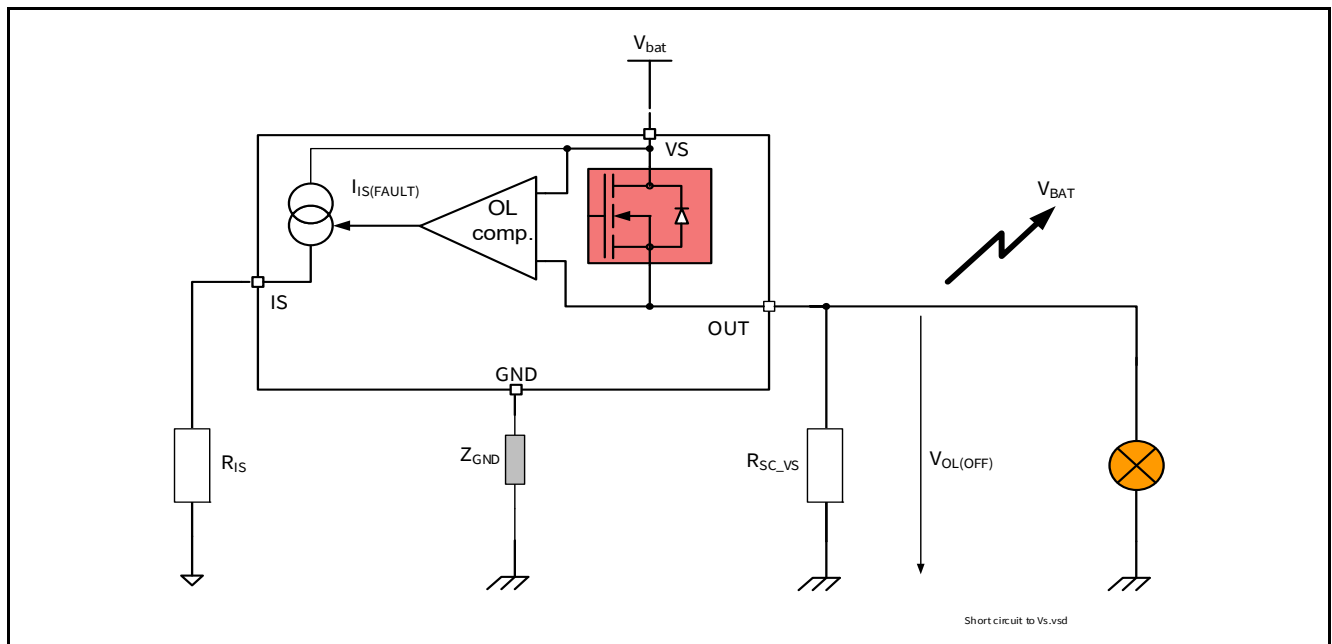 Vbat
VS
IIS(FAULT)
OL
comp.
VBAT
IS
OUT
GND
RIS
ZGND
RSC_VS
VOL(OFF)
Short circuit to Vs.vsd